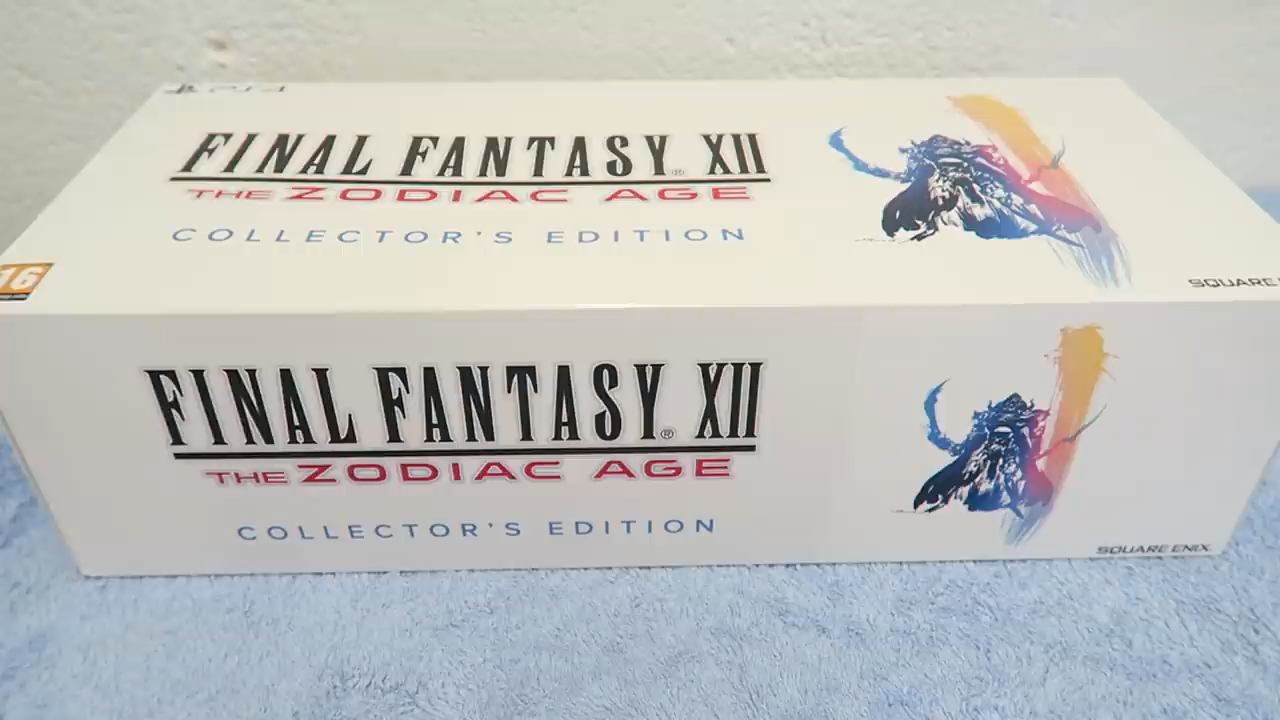 PS4
FINAL FANTASY® XII
THE ZODIAC AGE
COLLECTOR'S EDITION
16
SQUARE
FINAL FANTASY® XII
THE ZODIAC AGE
COLLECTOR'S EDITION
SQUARE ENIX